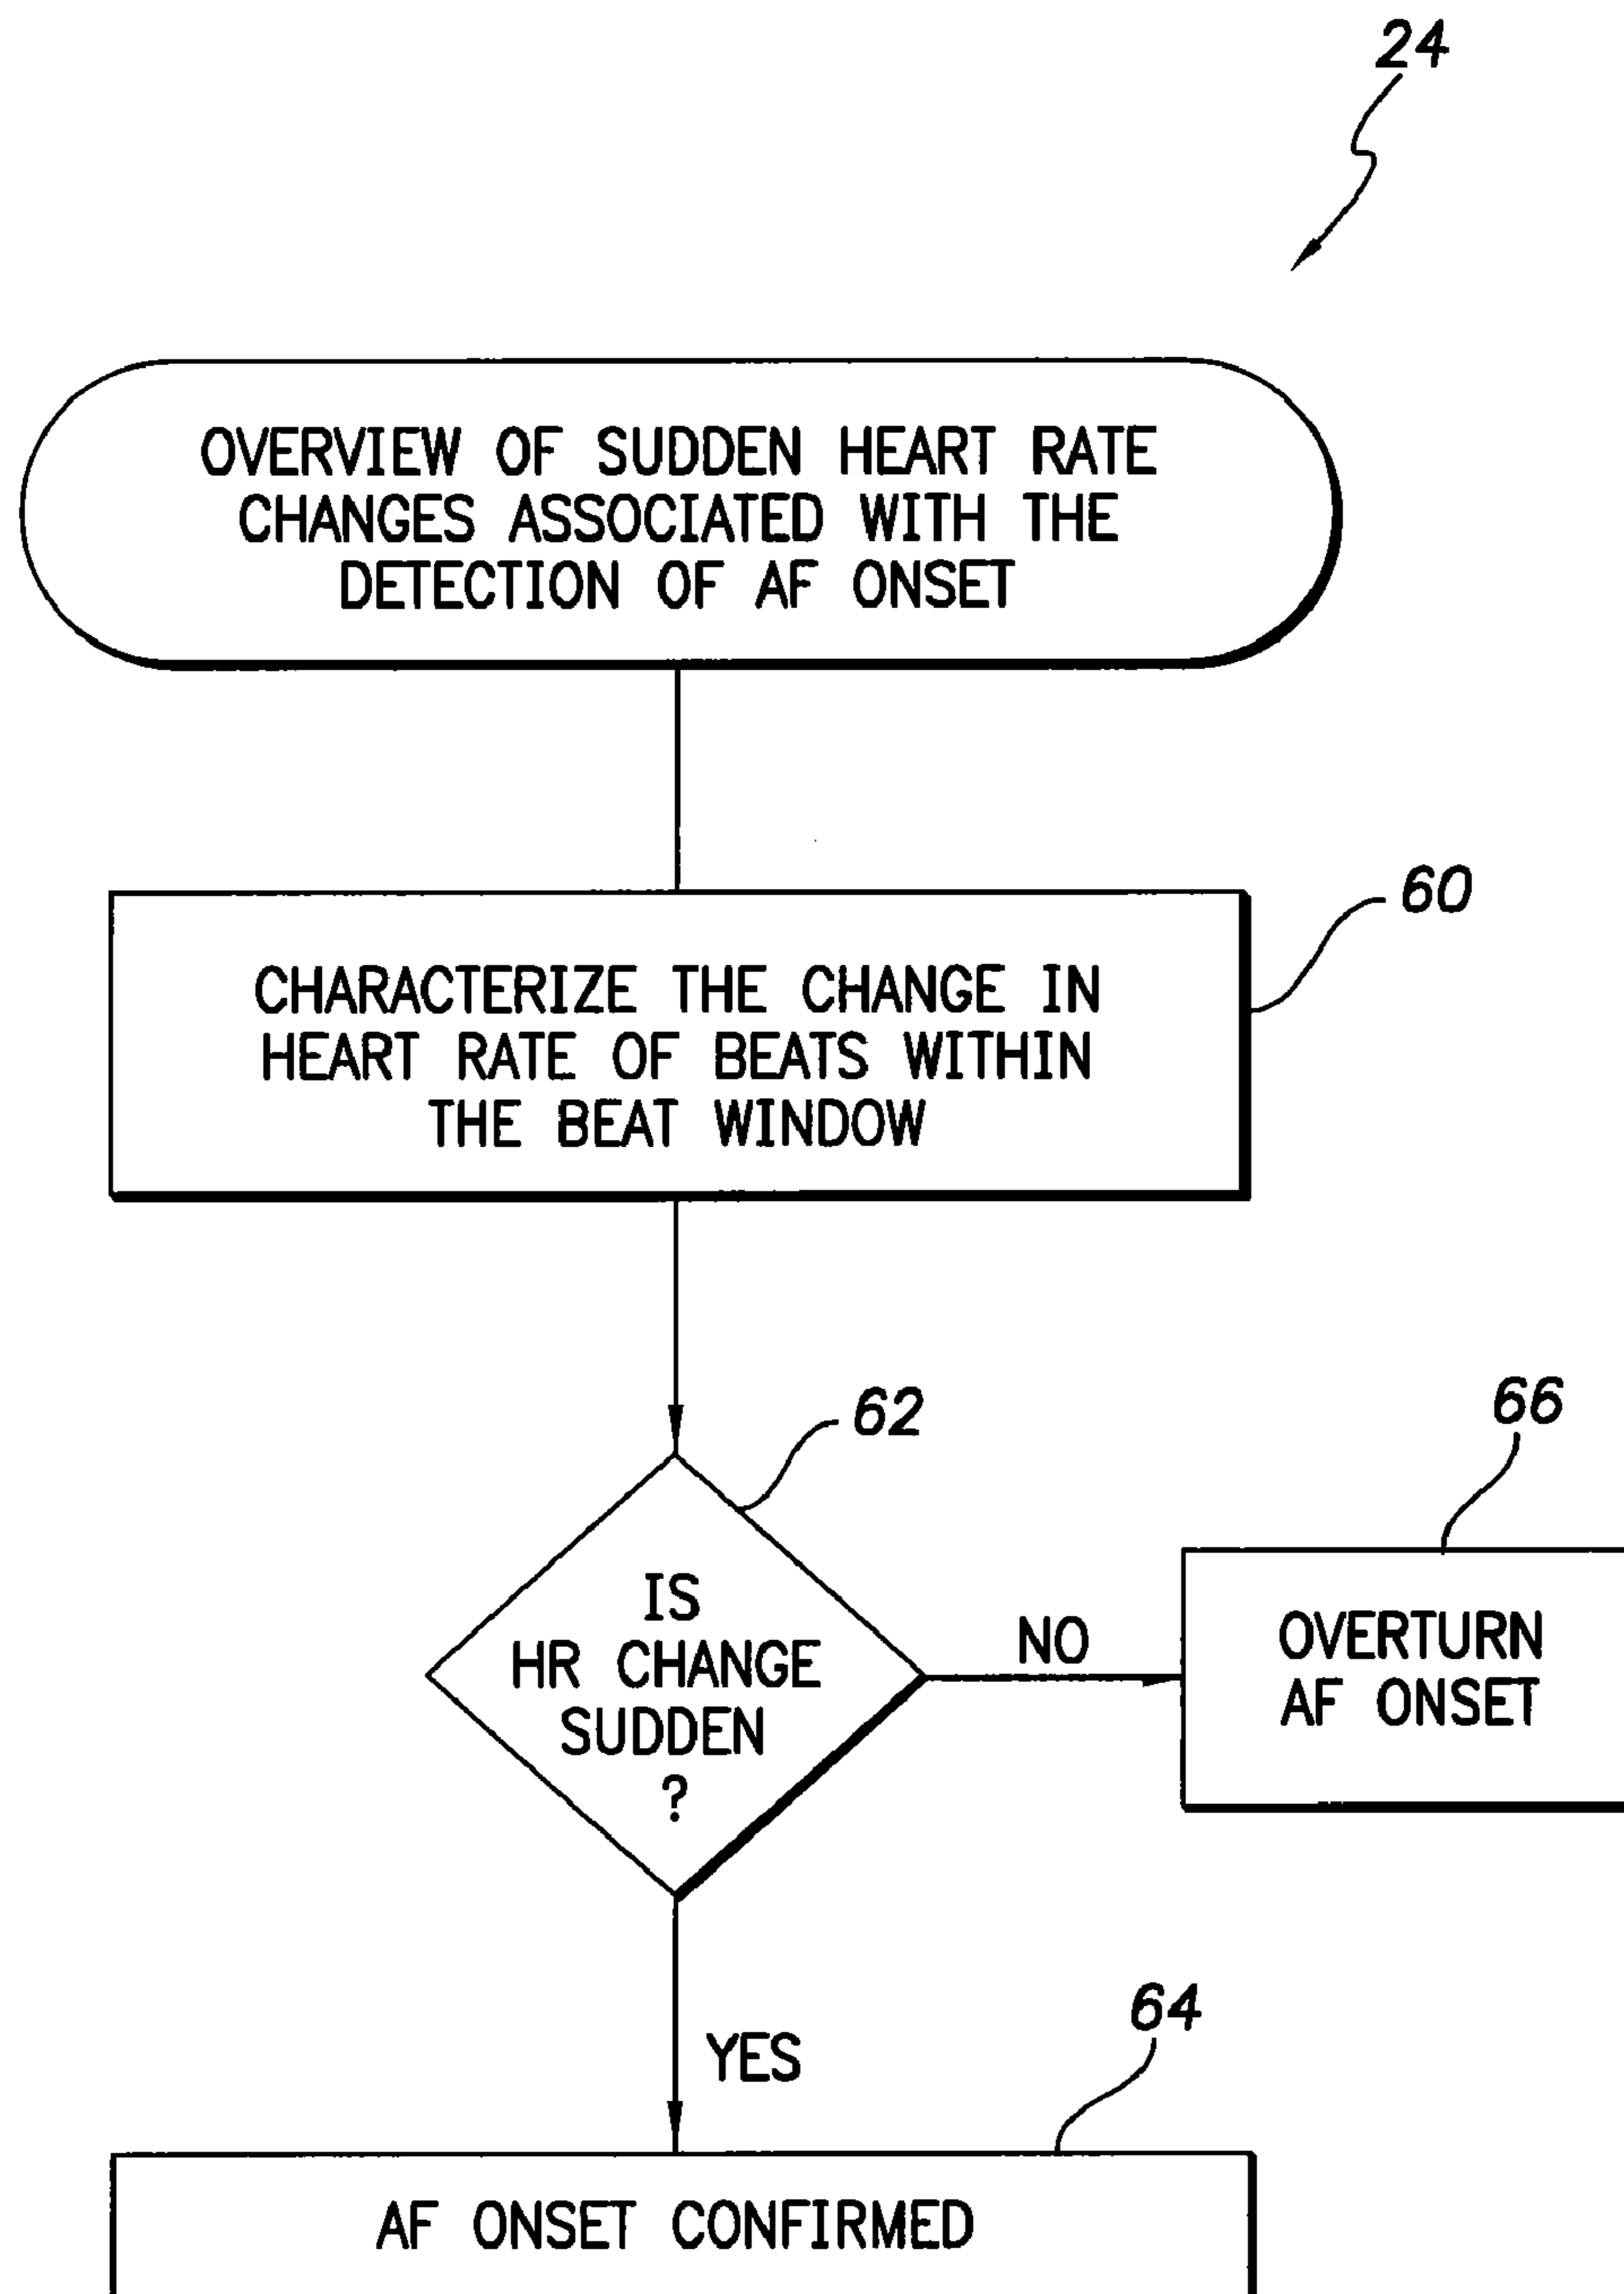 24
OVERVIEW OF SUDDEN HEART RATE
CHANGES ASSOCIATED WITH THE
DETECTION OF AF ONSET
60
CHARACTERIZE THE CHANGE IN
HEART RATE OF BEATS WITHIN
THE BEAT WINDOW
62
IS
HR CHANGE
SUDDEN
?
NO
66
OVERTURN
AF ONSET
YES
64
AF ONSET CONFIRMED